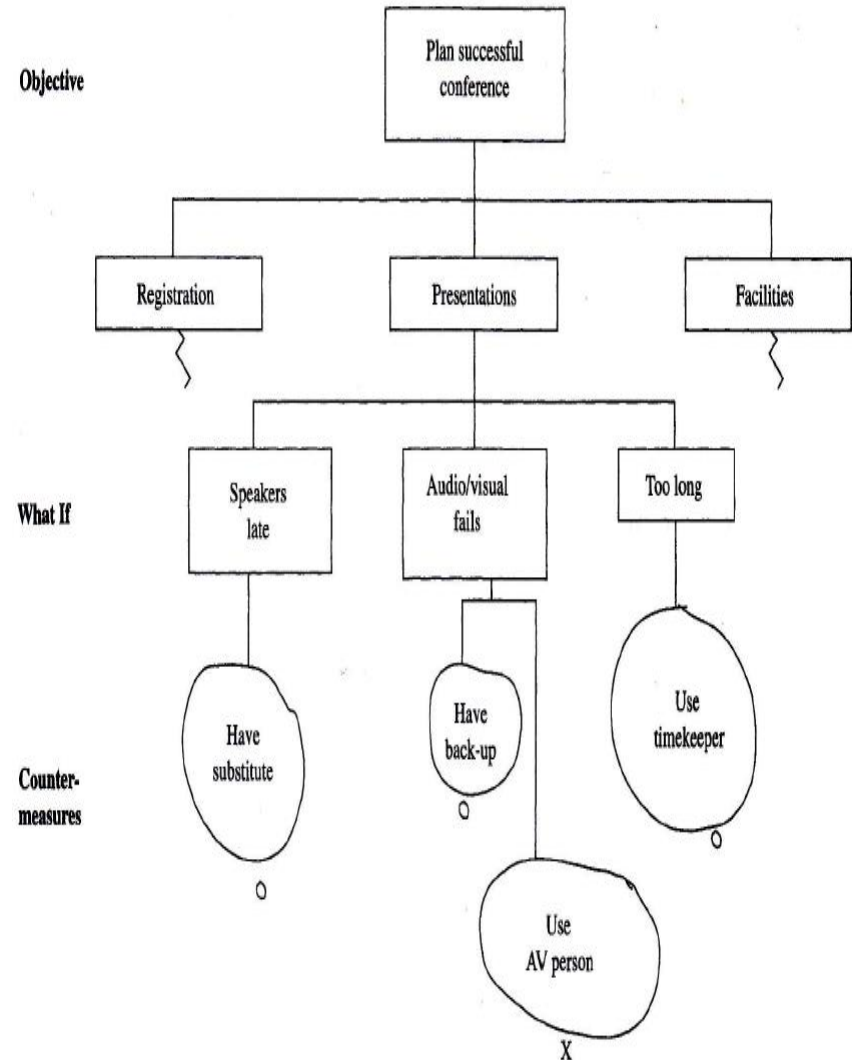 Objective
Plan successful
conference
Registration
Presentations
Facilities
What If
Speakers
late
Audio/visual
fails
Too long
Counter-
measures
Have
substitute
Have
back-up
Use
timekeeper
O
O
O
Use
AV person
X